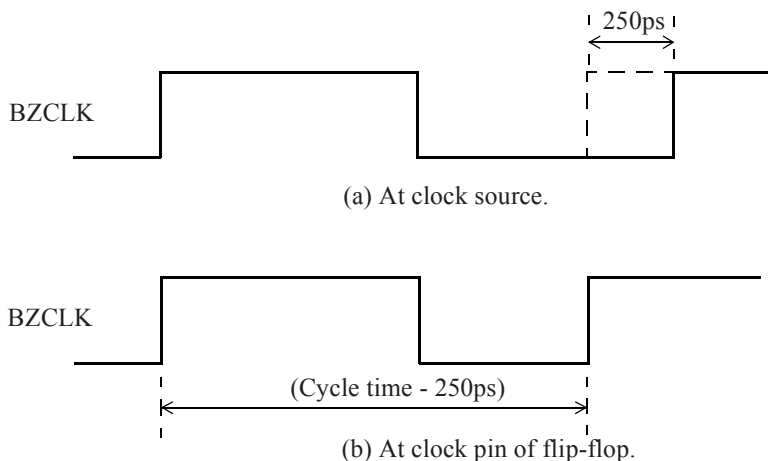 250ps
BZCLK
(a) At clock source.
BZCLK
(Cycle time - 250ps)
(b) At clock pin of flip-flop.